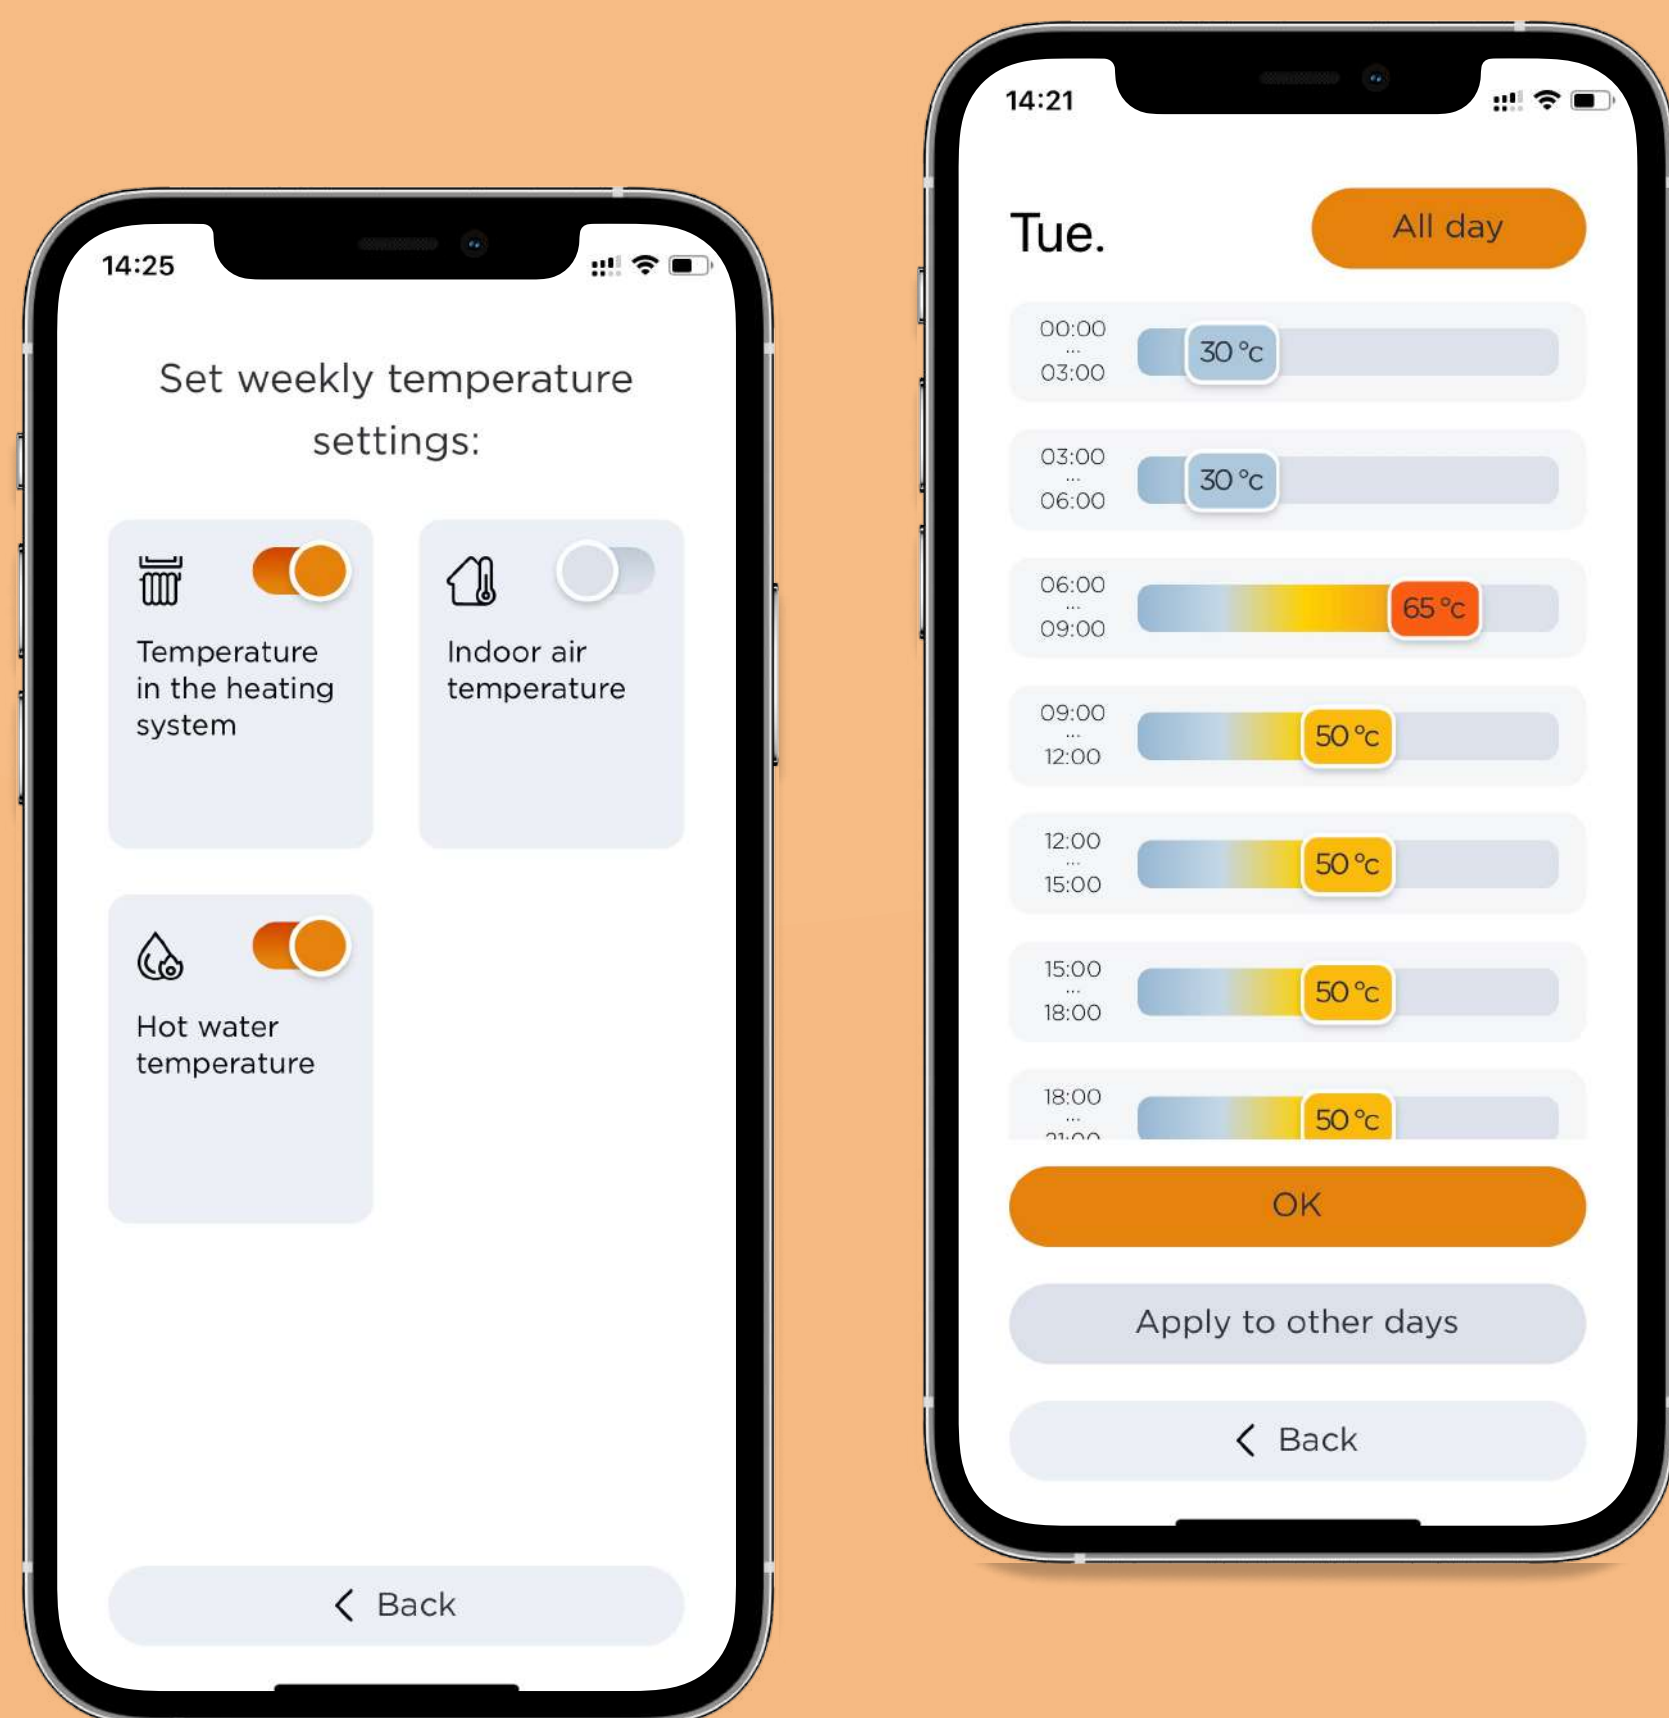 14:25
Set weekly temperature
settings:
Temperature
in the heating
system
Indoor air
temperature
Hot water
temperature
Back
14:21
Tue.
All day
00:00
...
03:00
30 °c
03:00
...
06:00
30 °c
06:00
...
09:00
65 °c
09:00
...
12:00
50 °c
12:00
...
15:00
50 °c
15:00
...
18:00
50 °c
18:00
...
21:00
50 °c
OK
Apply to other days
Back